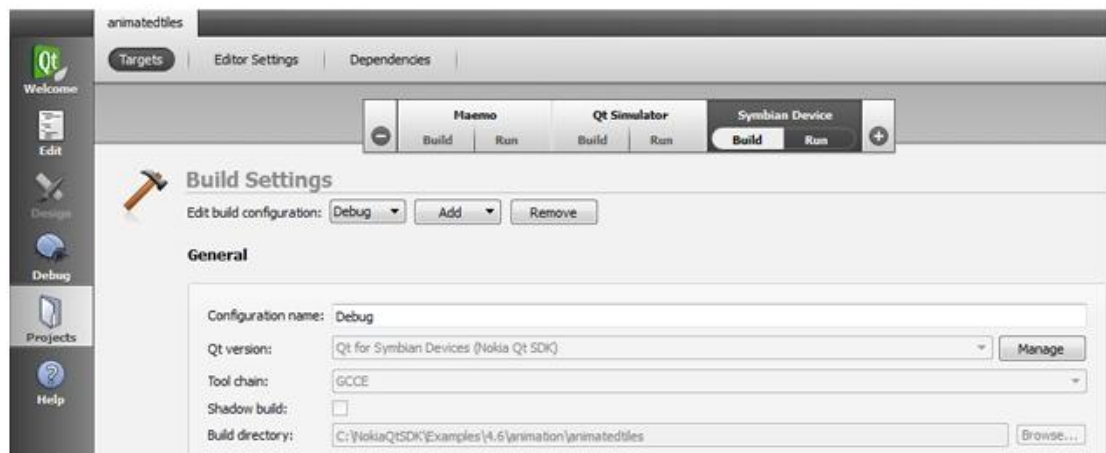 animatedtiles
Qt
Welcome
Edit
Design
Debug
Projects
Help
Targets Editor Settings Dependencies
Maemo Qt Simulator Symbian Device
Build Run Build Run Build Run
Build Settings
Edit build configuration: Debug Add Remove
General
Configuration name: Debug
Qt version: Qt for Symbian Devices (Nokia Qt SDK) Manage
Tool chain: GCCE
Shadow build:
Build directory: C:\NokiaQtSDK\Examples\4.6\animation\animatedtiles Browse...